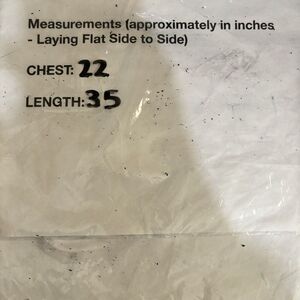 Measurements (approximately in inches
- Laying Flat Side to Side)
CHEST: 22
LENGTH: 35